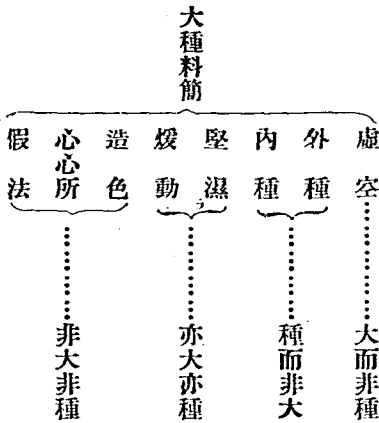 大種料簡
虛空
外種
內種
堅濕
煖動
造色
心心所
假法
大而非種
種而非大
亦大亦種
非大非種